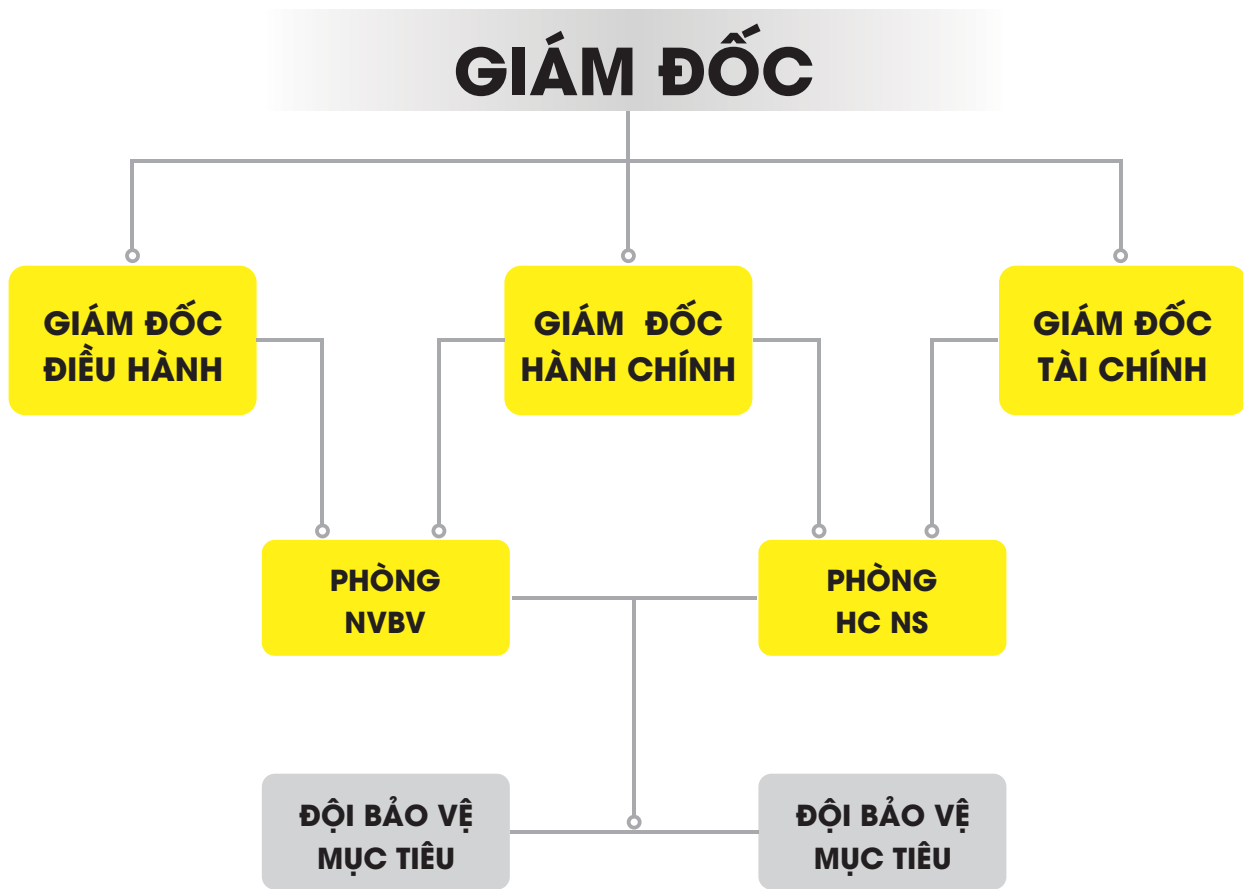 GIÁM ĐỐC
GIÁM ĐỐC
ĐIỀU HÀNH
GIÁM ĐỐC
HÀNH CHÍNH
GIÁM ĐỐC
TÀI CHÍNH
PHÒNG
NVBV
PHÒNG
HC NS
ĐỘI BẢO VỆ
MỤC TIÊU
ĐỘI BẢO VỆ
MỤC TIÊU